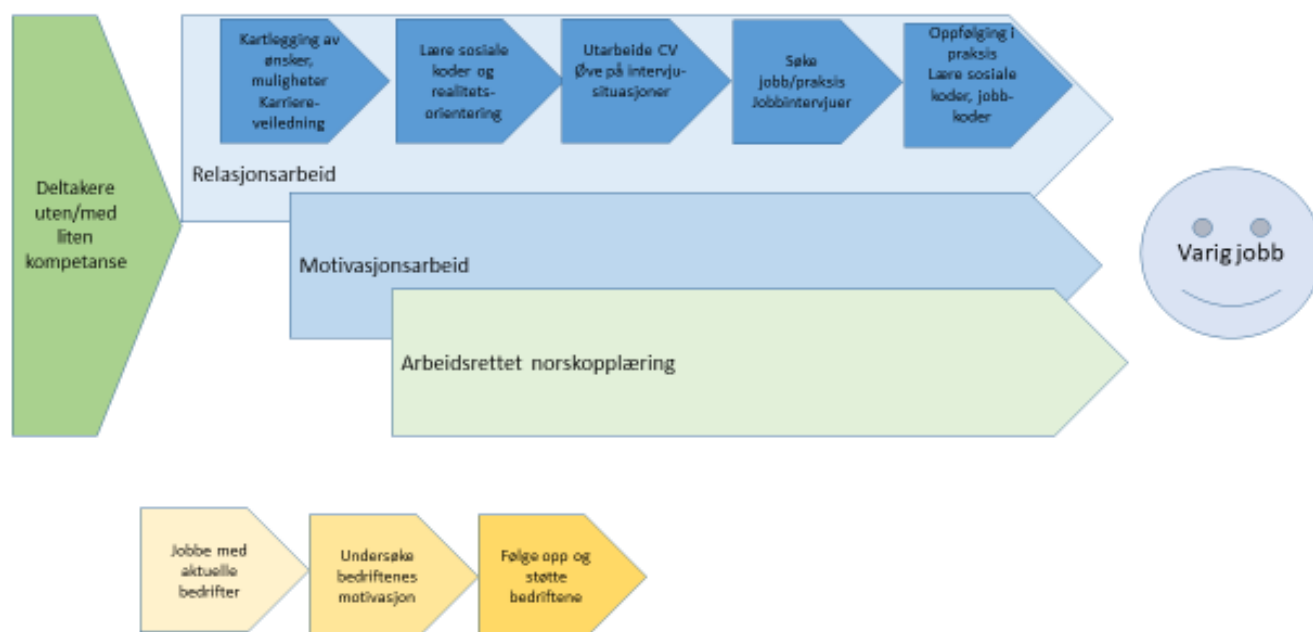 Deltakere
uten/med
liten
kompetanse
Kartlegging av
ønsker,
muligheter
Karriere-
veiledning
Lære sosiale
koder og
realitets-
orientering
Utarbeide CV
Øve på intervju-
situasjoner
Søke
jobb/praksis
Jobbintervjuer
Oppfølging i
praksis
Lære sosiale
koder, jobb-
koder
Relasjonsarbeid
Motivasjonsarbeid
Arbeidsrettet norskopplæring
Varig jobb
Jobbe med
aktuelle
bedrifter
Undersøke
bedriftenes
motivasjon
Følge opp og
støtte
bedriftene